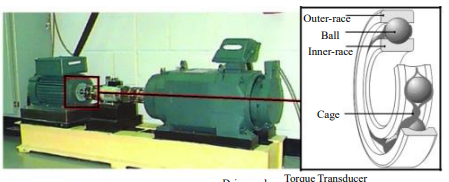 Outer-race
Ball
Inner-race
Cage
Torque Transducer